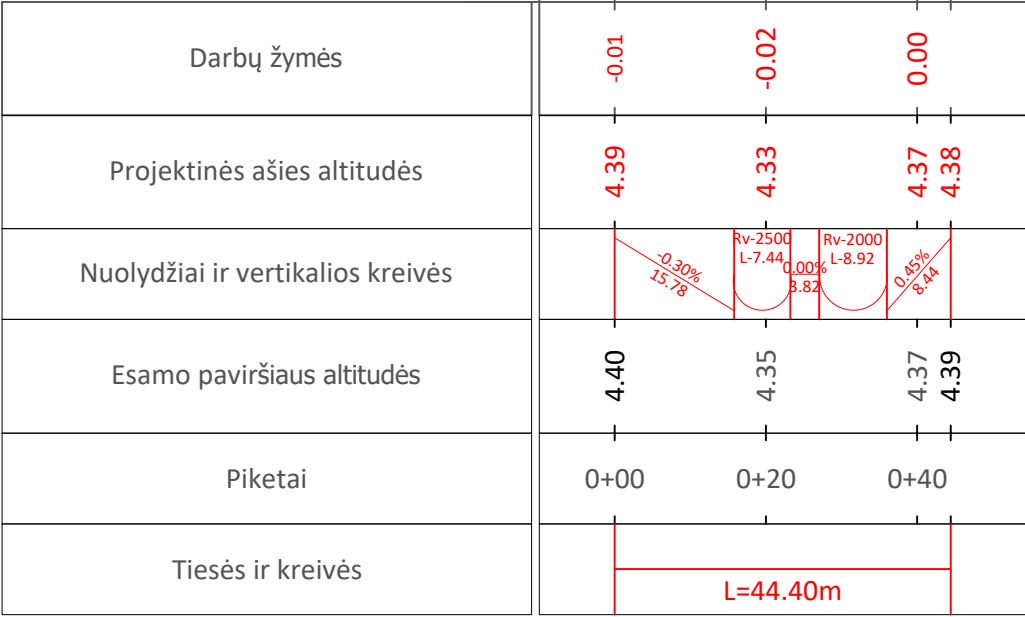 Darbų žymės
-0.01
-0.02
0.00
Projektinės ašies altitudės
4.39
4.33
4.37
4.38
Nuolydžiai ir vertikalios kreivės
-0.30%
15.78
Rv-2500
L-7.44
0.00%
3.82
Rv-2000
L-8.92
0.45%
8.44
Esamo paviršiaus altitudės
4.40
4.35
4.37
4.39
Piketai
0+00
0+20
0+40
Tiesės ir kreivės
L=44.40m